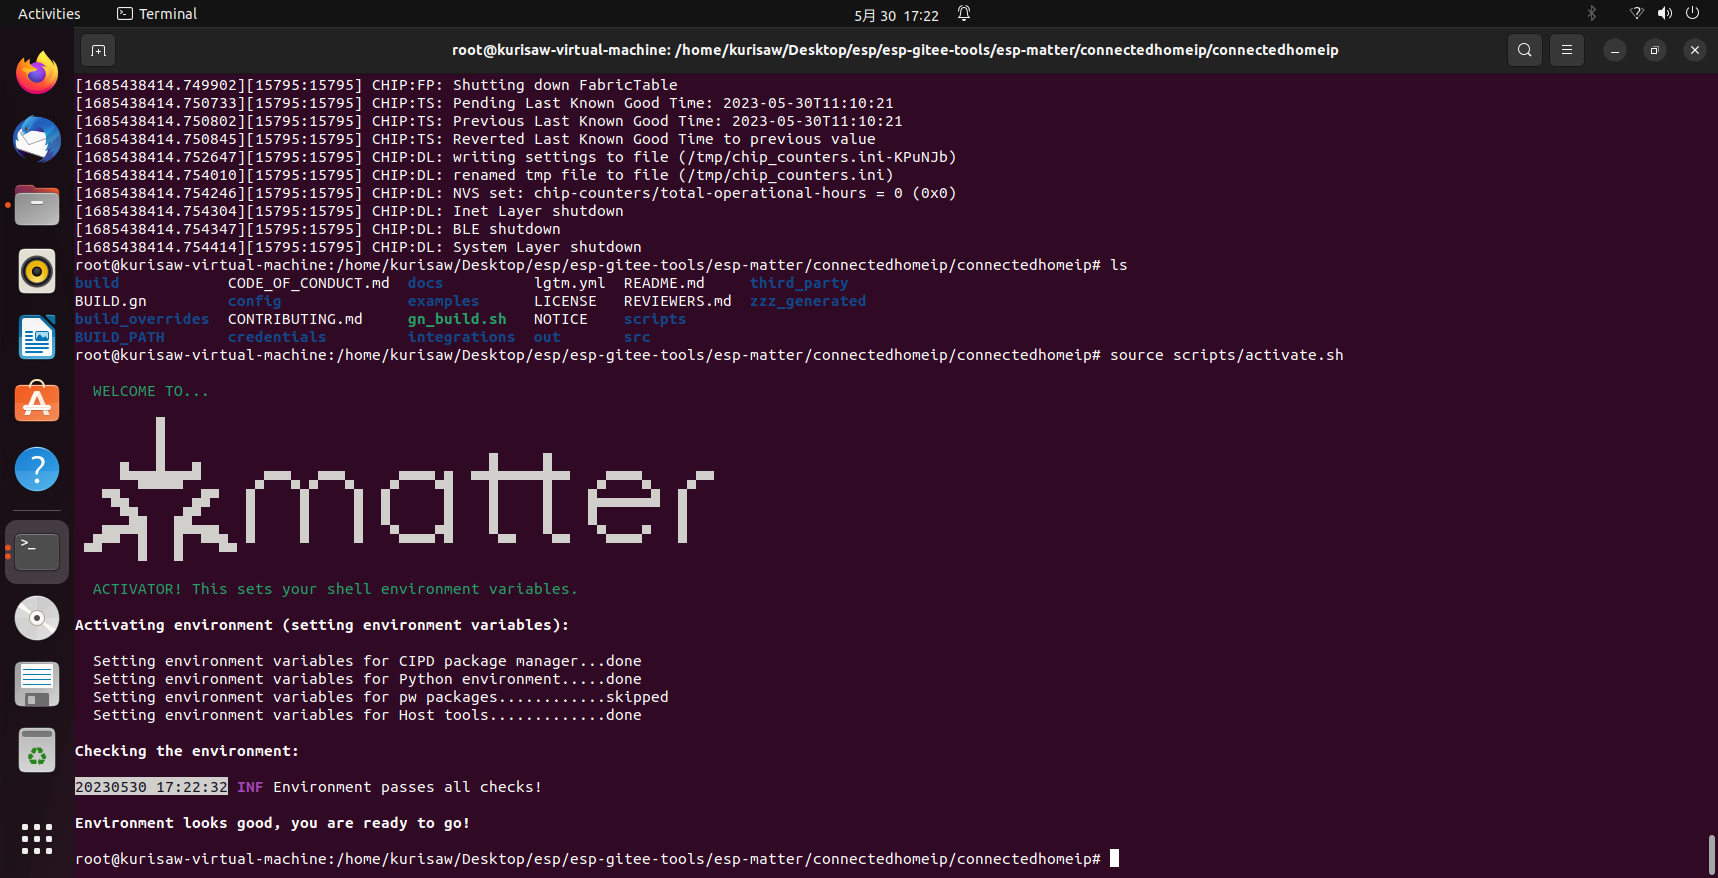 Activities Terminal 5月 30 17:22
root@kurisaw-virtual-machine: /home/kurisaw/Desktop/esp/esp-gitee-tools/esp-matter/connectedhomeip/connectedhomeip
[1685438414.749902][15795:15795] CHIP:FP: Shutting down FabricTable
[1685438414.750733][15795:15795] CHIP:TS: Pending Last Known Good Time: 2023-05-30T11:10:21
[1685438414.750802][15795:15795] CHIP:TS: Previous Last Known Good Time: 2023-05-30T11:10:21
[1685438414.750845][15795:15795] CHIP:TS: Reverted Last Known Good Time to previous value
[1685438414.752647][15795:15795] CHIP:DL: writing settings to file (/tmp/chip_counters.ini-KPuNJb)
[1685438414.754010][15795:15795] CHIP:DL: renamed tmp file to file (/tmp/chip_counters.ini)
[1685438414.754246][15795:15795] CHIP:DL: NVS set: chip-counters/total-operational-hours = 0 (0x0)
[1685438414.754304][15795:15795] CHIP:DL: Inet Layer shutdown
[1685438414.754347][15795:15795] CHIP:DL: BLE shutdown
[1685438414.754414][15795:15795] CHIP:DL: System Layer shutdown
root@kurisaw-virtual-machine:/home/kurisaw/Desktop/esp/esp-gitee-tools/esp-matter/connectedhomeip/connectedhomeip# ls
build CODE_OF_CONDUCT.md docs lgtm.yml README.md third_party
BUILD.gn config examples LICENSE REVIEWERS.md zzz_generated
build_overrides CONTRIBUTING.md gn_build.sh NOTICE scripts
BUILD_PATH credentials integrations out src
root@kurisaw-virtual-machine:/home/kurisaw/Desktop/esp/esp-gitee-tools/esp-matter/connectedhomeip/connectedhomeip# source scripts/activate.sh
WELCOME TO...
matter
ACTIVATOR! This sets your shell environment variables.
Activating environment (setting environment variables):
Setting environment variables for CIPD package manager...done
Setting environment variables for Python environment.....done
Setting environment variables for pw packages............skipped
Setting environment variables for Host tools.............done
Checking the environment:
20230530 17:22:32 INF Environment passes all checks!
Environment looks good, you are ready to go!
root@kurisaw-virtual-machine:/home/kurisaw/Desktop/esp/esp-gitee-tools/esp-matter/connectedhomeip/connectedhomeip#